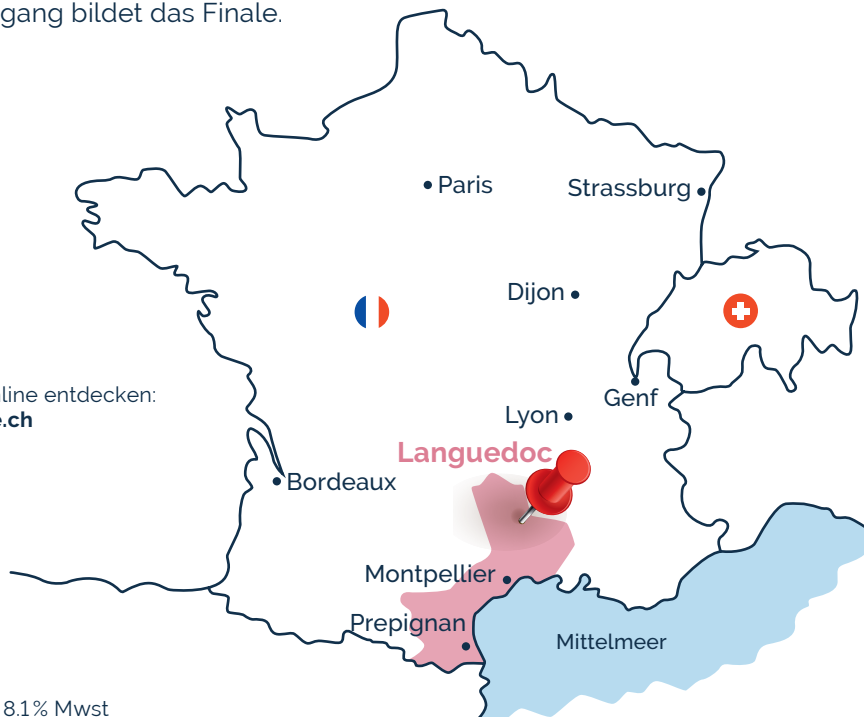 gang bildet das Finale.
Paris
Strassburg
Dijon
line entdecken:
e.ch
Genf
Lyon
Languedoc
Bordeaux
Montpellier
Prepignan
Mittelmeer
8.1% Mwst